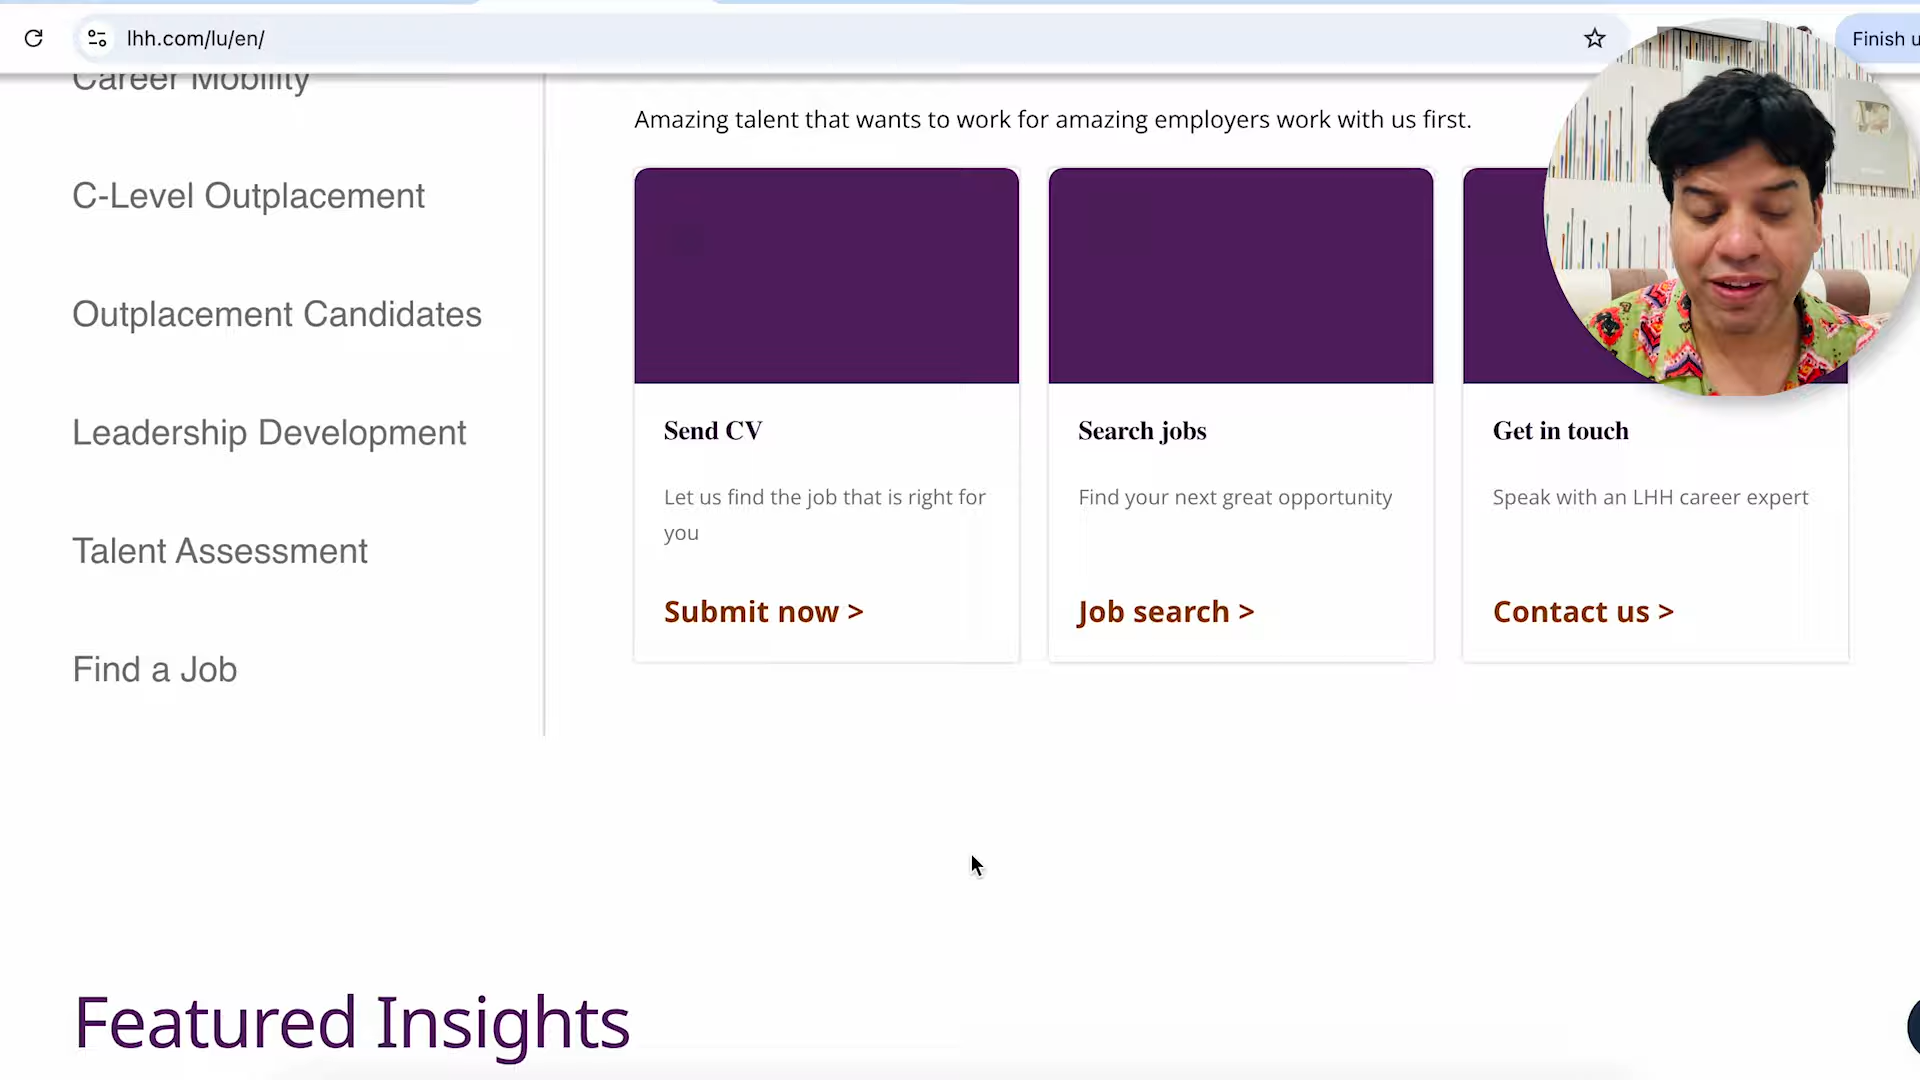 lhh.com/lu/en/
Finish u
Career Mobility
C-Level Outplacement
Outplacement Candidates
Leadership Development
Talent Assessment
Find a Job
Amazing talent that wants to work for amazing employers work with us first.
Send CV
Let us find the job that is right for
you
Submit now >
Search jobs
Find your next great opportunity
Job search >
Get in touch
Speak with an LHH career expert
Contact us >
Featured Insights